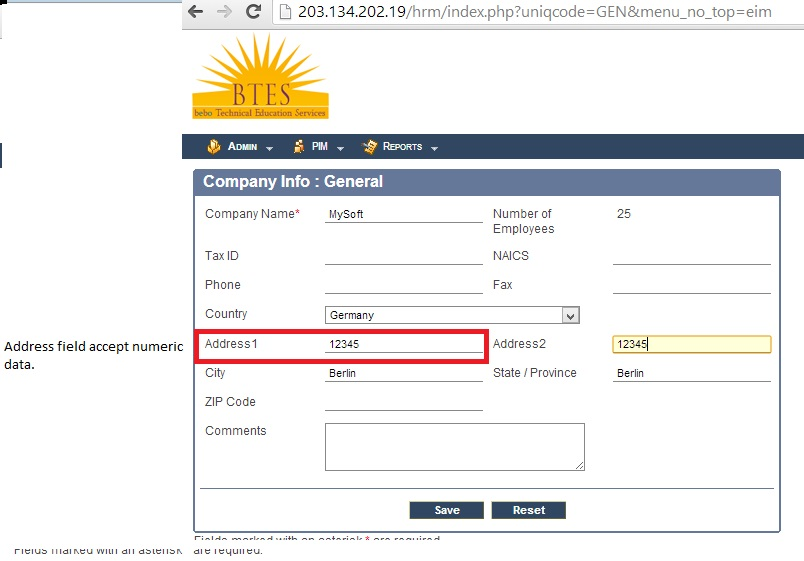 203.134.202.19/hrm/index.php?uniqcode=GEN&menu_no_top=eim
BTES
bebo Technical Education Services
ADMIN PIM REPORTS
Company Info : General
Company Name* MySoft Number of Employees 25
Tax ID NAICS
Phone Fax
Country Germany
Address1 12345 Address2 12345
Address field accept numeric
data.
City Berlin State / Province Berlin
ZIP Code
Comments
Save Reset
Fields marked with an asterisk * are required.
Fields marked with an asterisk are required.